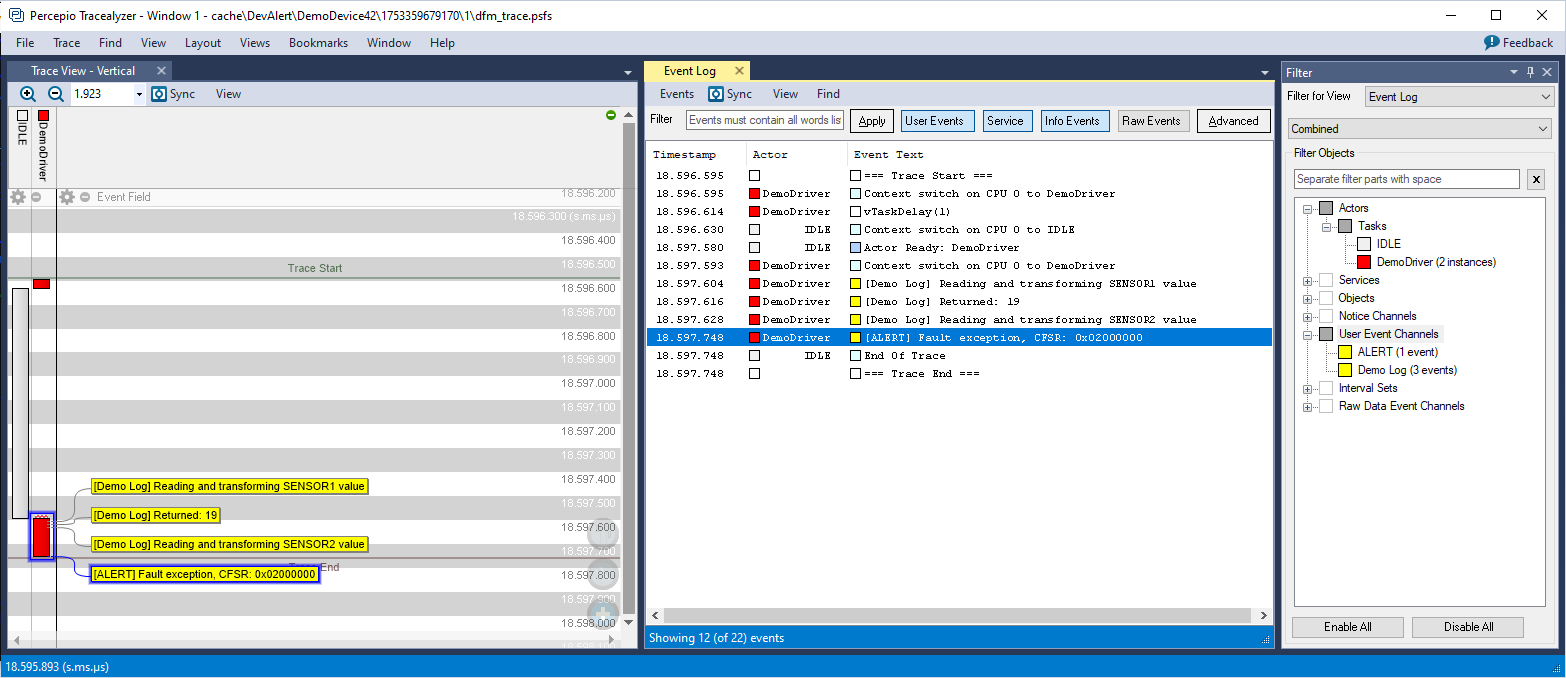 Percepio Tracealyzer - Window 1 - cache\DevAlert\DemoDevice42\1753359679170\1\dfm_trace.psfs
File Trace Find View Layout Views Bookmarks Window Help Feedback
Trace View - Vertical
1.923 Sync View
IDLE
DemoDriver
Event Field
18.596.200
18.596.300 (s.ms.µs)
18.596.400
18.596.500
Trace Start
18.596.600
18.596.700
18.596.800
18.596.900
18.597.000
18.597.100
18.597.200
18.597.300
18.597.400
[Demo Log] Reading and transforming SENSOR1 value
18.597.500
[Demo Log] Returned: 19
18.597.600
[Demo Log] Reading and transforming SENSOR2 value
18.597.700
End
[ALERT] Fault exception, CFSR: 0x02000000
18.597.800
18.597.900
18.598.000
Event Log
Events Sync View Find
Filter Events must contain all words lis Apply User Events Service Info Events Raw Events Advanced
Timestamp Actor Event Text
18.596.595 === Trace Start ===
18.596.595 DemoDriver Context switch on CPU 0 to DemoDriver
18.596.614 DemoDriver vTaskDelay(1)
18.596.630 IDLE Context switch on CPU 0 to IDLE
18.597.580 IDLE Actor Ready: DemoDriver
18.597.593 DemoDriver Context switch on CPU 0 to DemoDriver
18.597.604 DemoDriver [Demo Log] Reading and transforming SENSOR1 value
18.597.616 DemoDriver [Demo Log] Returned: 19
18.597.628 DemoDriver [Demo Log] Reading and transforming SENSOR2 value
18.597.748 DemoDriver [ALERT] Fault exception, CFSR: 0x02000000
18.597.748 IDLE End Of Trace
18.597.748 === Trace End ===
Showing 12 (of 22) events
Filter
Filter for View Event Log
Combined
Filter Objects
Separate filter parts with space x
Actors
Tasks
IDLE
DemoDriver (2 instances)
Services
Objects
Notice Channels
User Event Channels
ALERT (1 event)
Demo Log (3 events)
Interval Sets
Raw Data Event Channels
Enable All Disable All
18.595.893 (s.ms.µs)